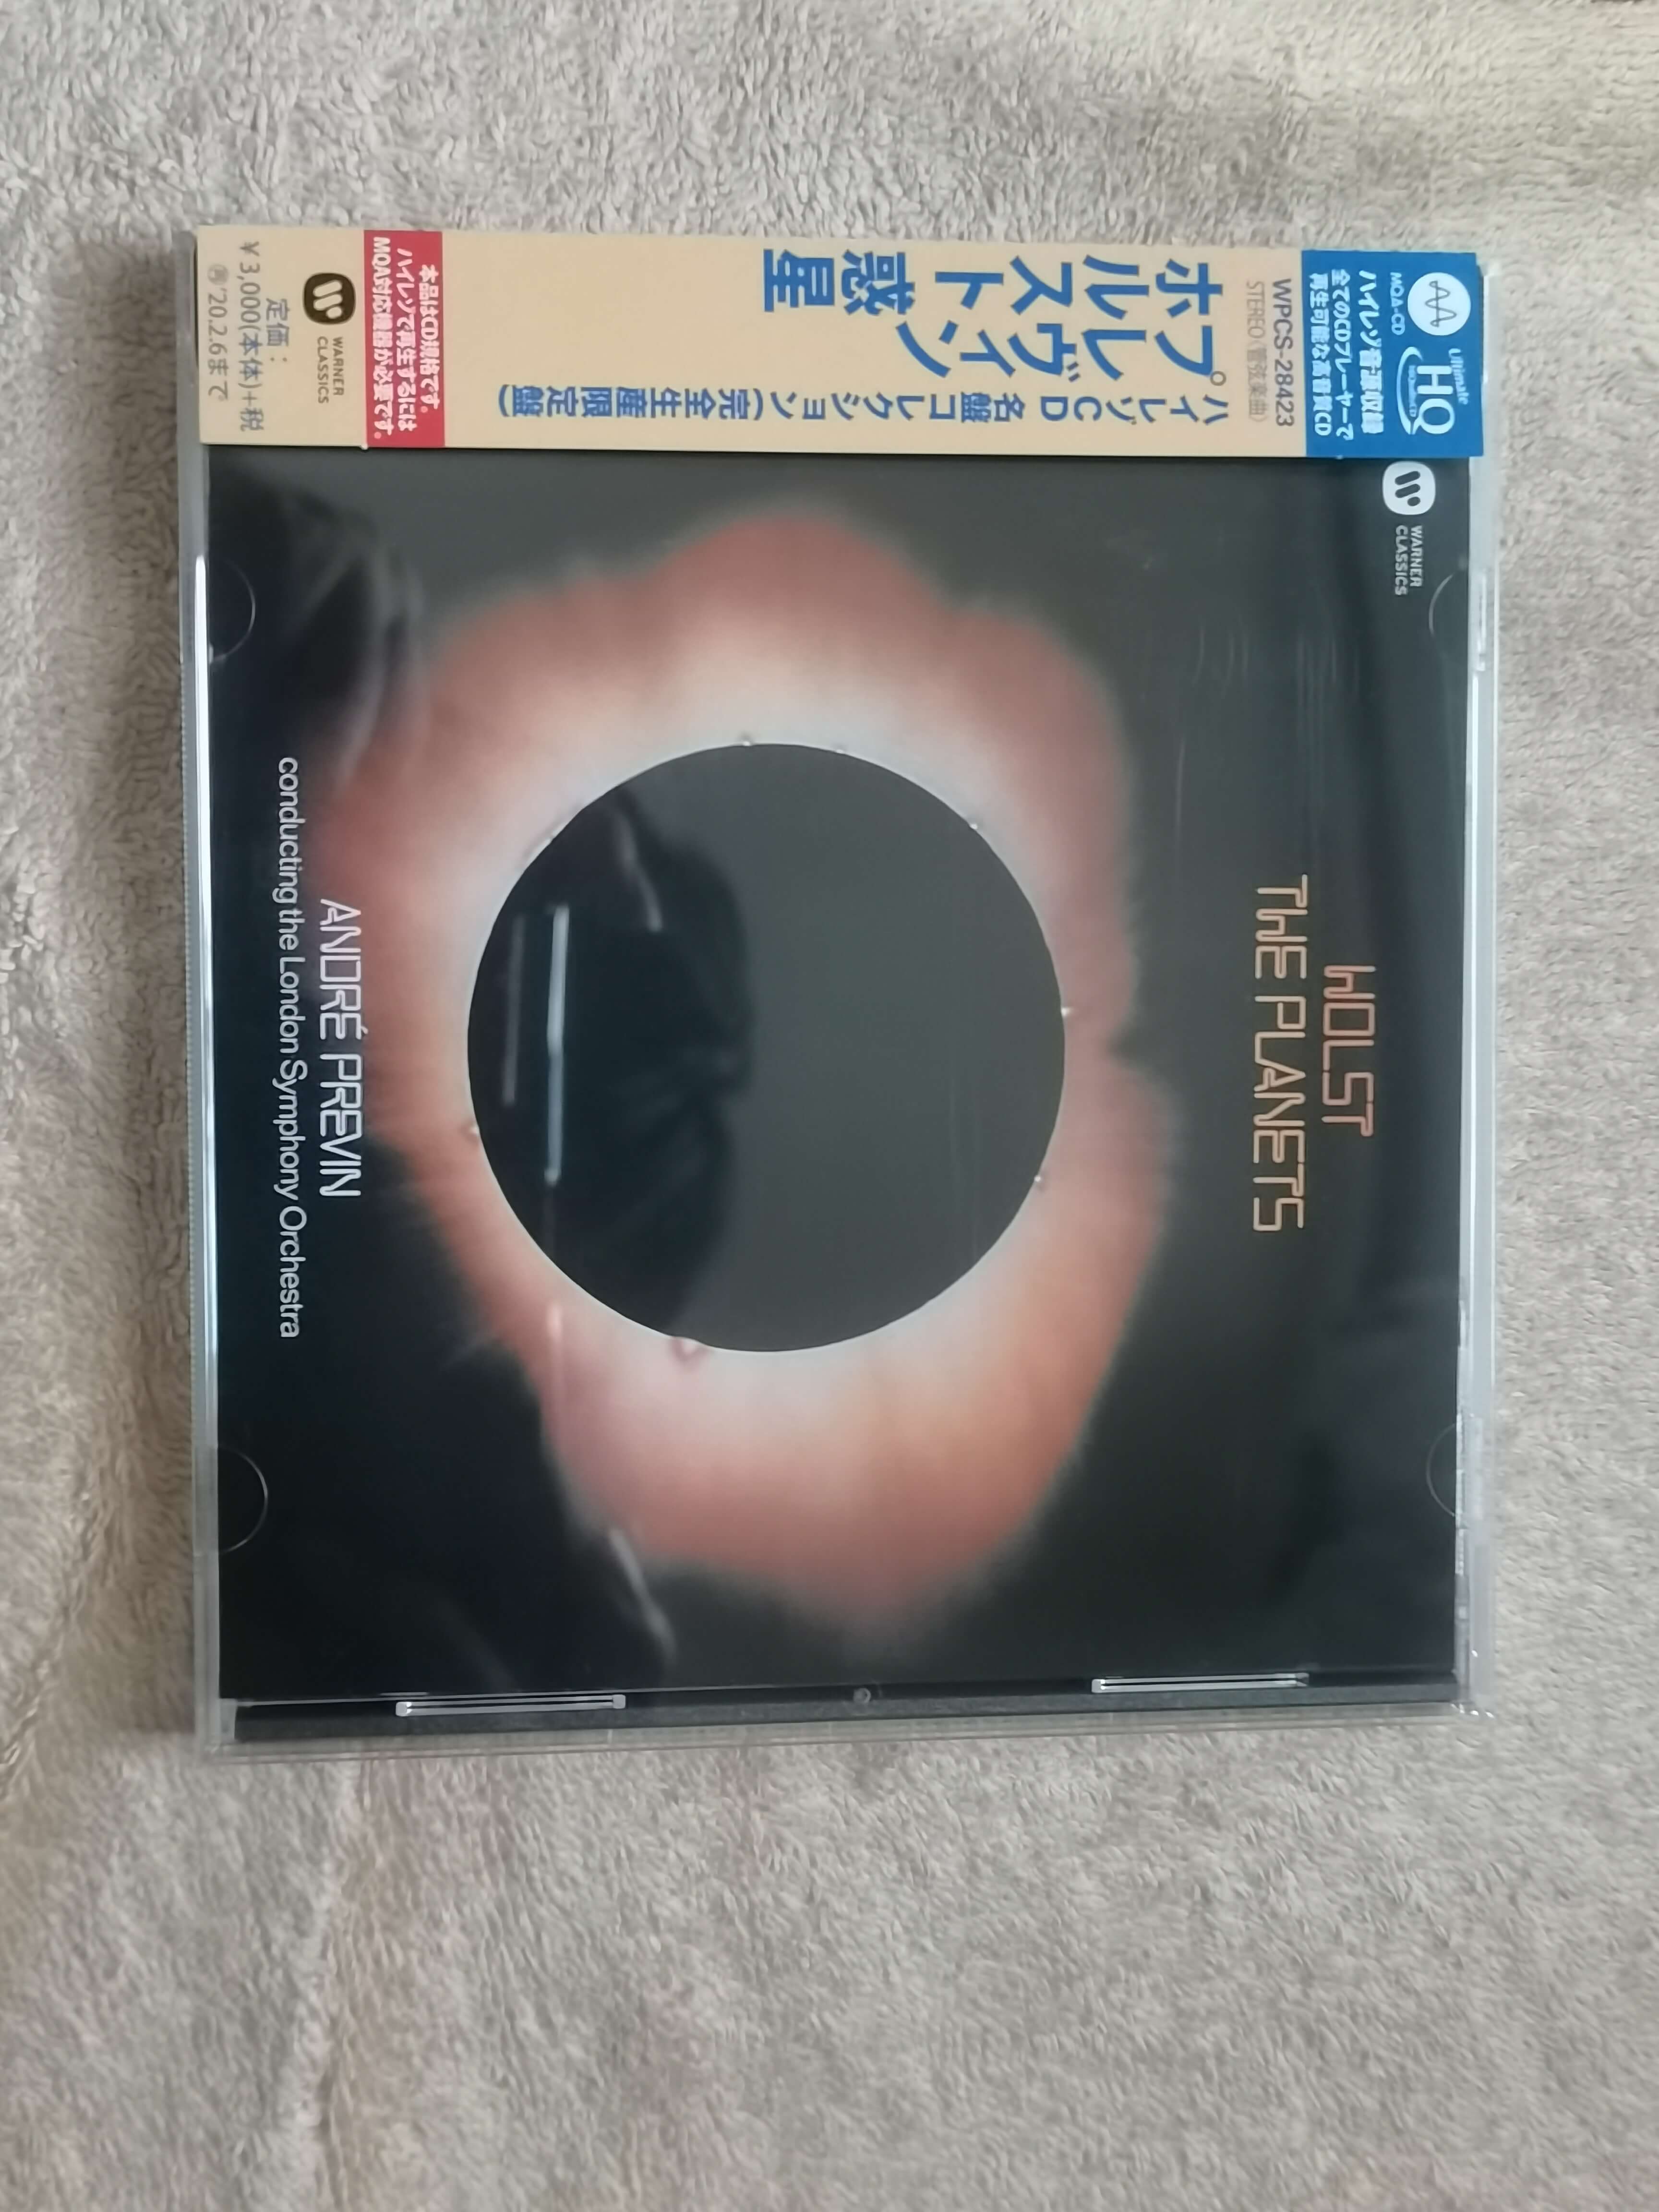 MQA-CD
Ultimate
HQ
HiQualityCD
ハイレゾ音源収録
全てのCDプレーヤーで
再生可能な高音質CD
WPCS-28423
STEREO〈管弦楽曲〉
ホルスト
惑星
プレヴィン
ハイレゾCD 名盤コレクション(完全生産限定盤)
本品はCD規格です。
ハイレゾで再生するには
MQA対応機器が必要です。
WARNER
CLASSICS
定価:
¥3,000(本体)+税
再'20.2.6まで
WARNER
CLASSICS
HOLST
THE PLANETS
ANDRÉ PREVIN
conducting the London Symphony Orchestra